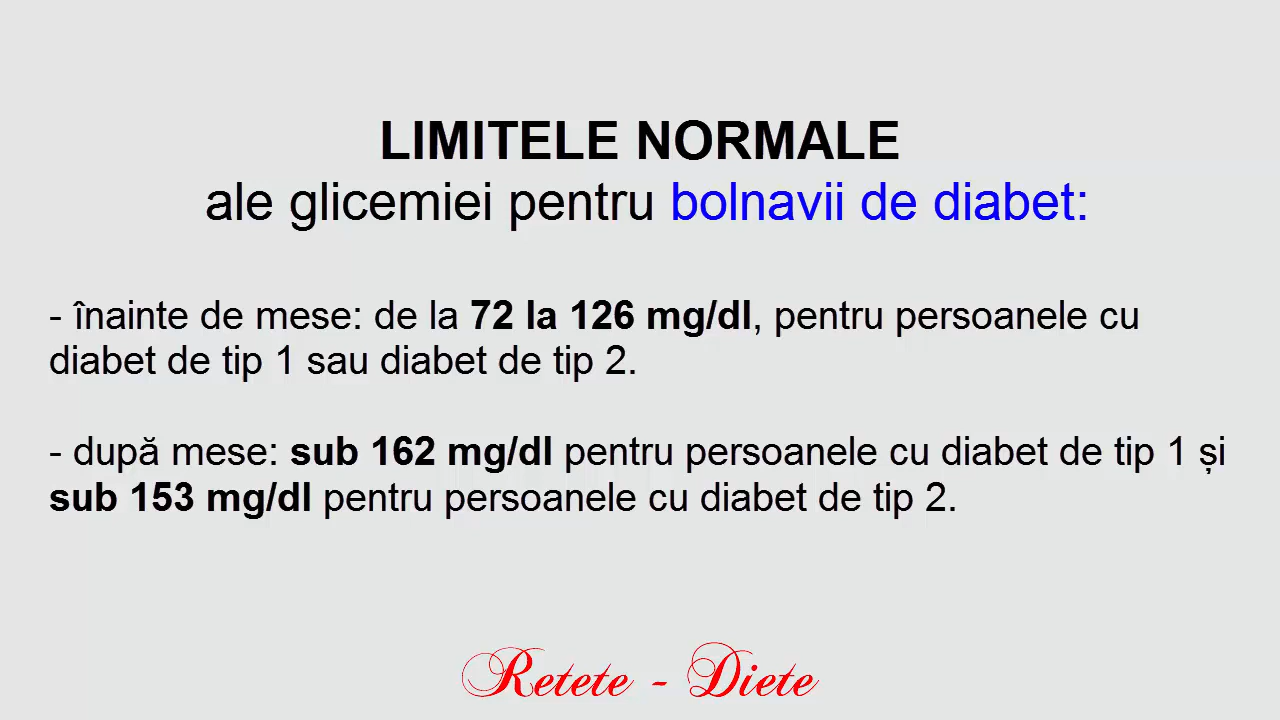 LIMITELE NORMALE
ale glicemiei pentru bolnavii de diabet:
- înainte de mese: de la 72 la 126 mg/dl, pentru persoanele cu
diabet de tip 1 sau diabet de tip 2.
- după mese: sub 162 mg/dl pentru persoanele cu diabet de tip 1 și
sub 153 mg/dl pentru persoanele cu diabet de tip 2.
Retete - Diete